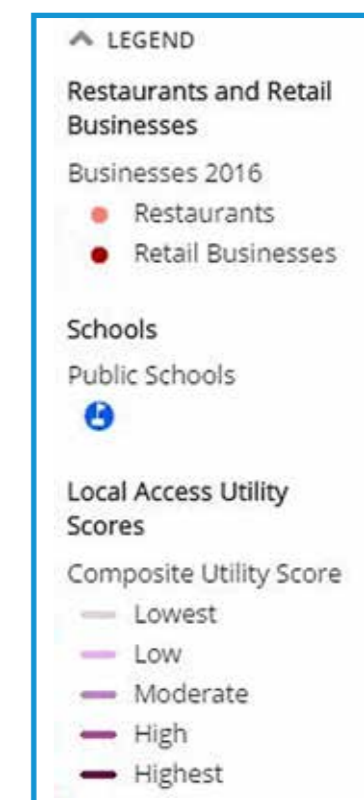 LEGEND
Restaurants and Retail
Businesses
Businesses 2016
Restaurants
Retail Businesses
Schools
Public Schools
Local Access Utility
Scores
Composite Utility Score
Lowest
Low
Moderate
High
Highest